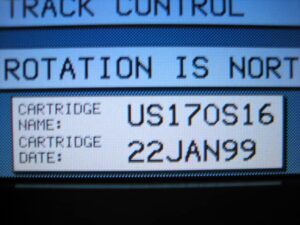 TRACK CONTROL
ROTATION IS NORT
CARTRIDGE NAME: US170S16
CARTRIDGE DATE: 22JAN99